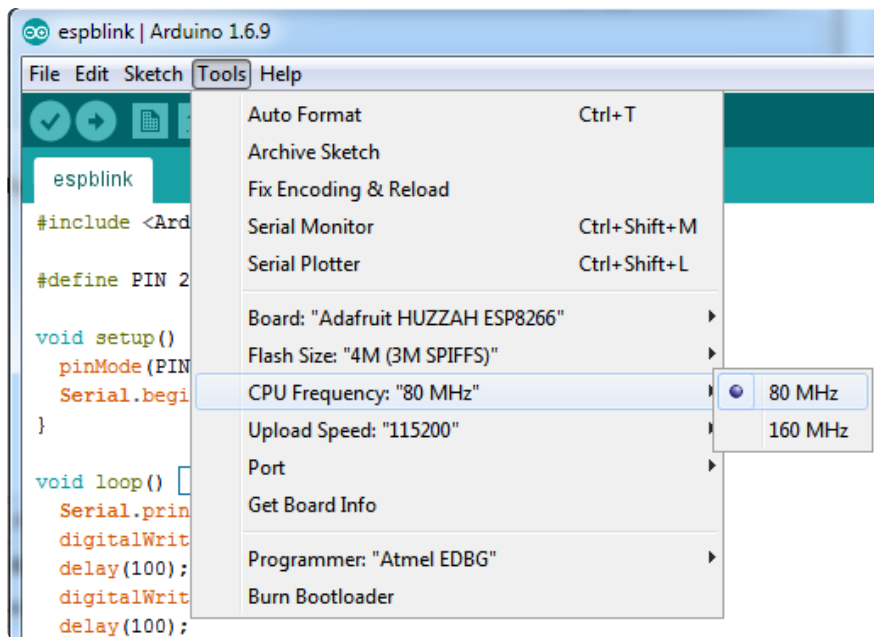 espblink | Arduino 1.6.9
File Edit Sketch Tools Help
Auto Format Ctrl+T
Archive Sketch
Fix Encoding & Reload
Serial Monitor Ctrl+Shift+M
Serial Plotter Ctrl+Shift+L
Board: "Adafruit HUZZAH ESP8266"
Flash Size: "4M (3M SPIFFS)"
CPU Frequency: "80 MHz"
80 MHz
160 MHz
Upload Speed: "115200"
Port
Get Board Info
Programmer: "Atmel EDBG"
Burn Bootloader
espblink
#include <Ard
#define PIN 2
void setup()
pinMode(PIN
Serial.begi
}
void loop()
Serial.prin
digitalWrit
delay(100);
digitalWrit
delay(100);